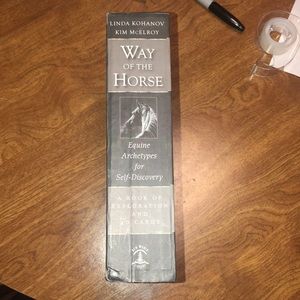 LINDA KOHANOV
KIM McELROY
WAY
OF THE
HORSE
Equine
Archetypes
for
Self-Discovery
A BOOK OF
EXPLORATION
AND
CARDS